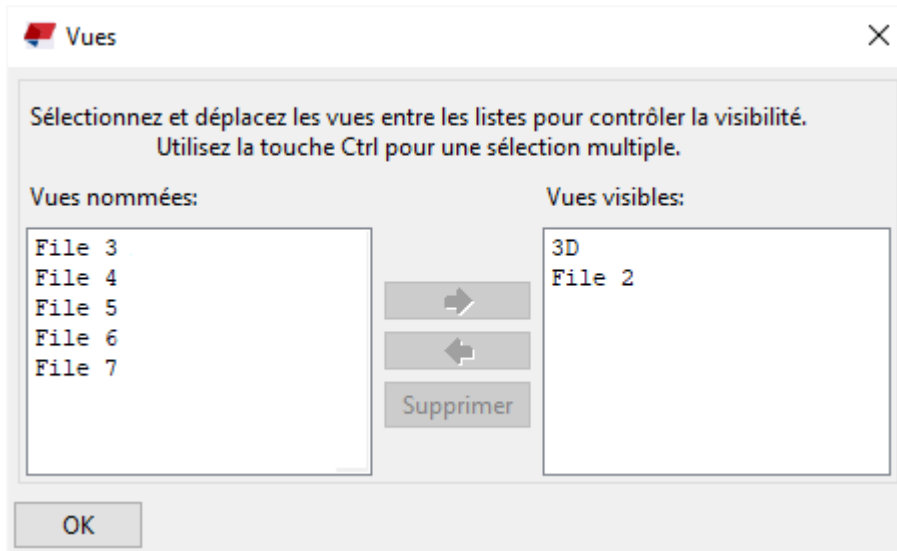 Vues
Sélectionnez et déplacez les vues entre les listes pour contrôler la visibilité.
Utilisez la touche Ctrl pour une sélection multiple.
Vues nommées:
Vues visibles:
File 3
File 4
File 5
File 6
File 7
3D
File 2
Supprimer
OK